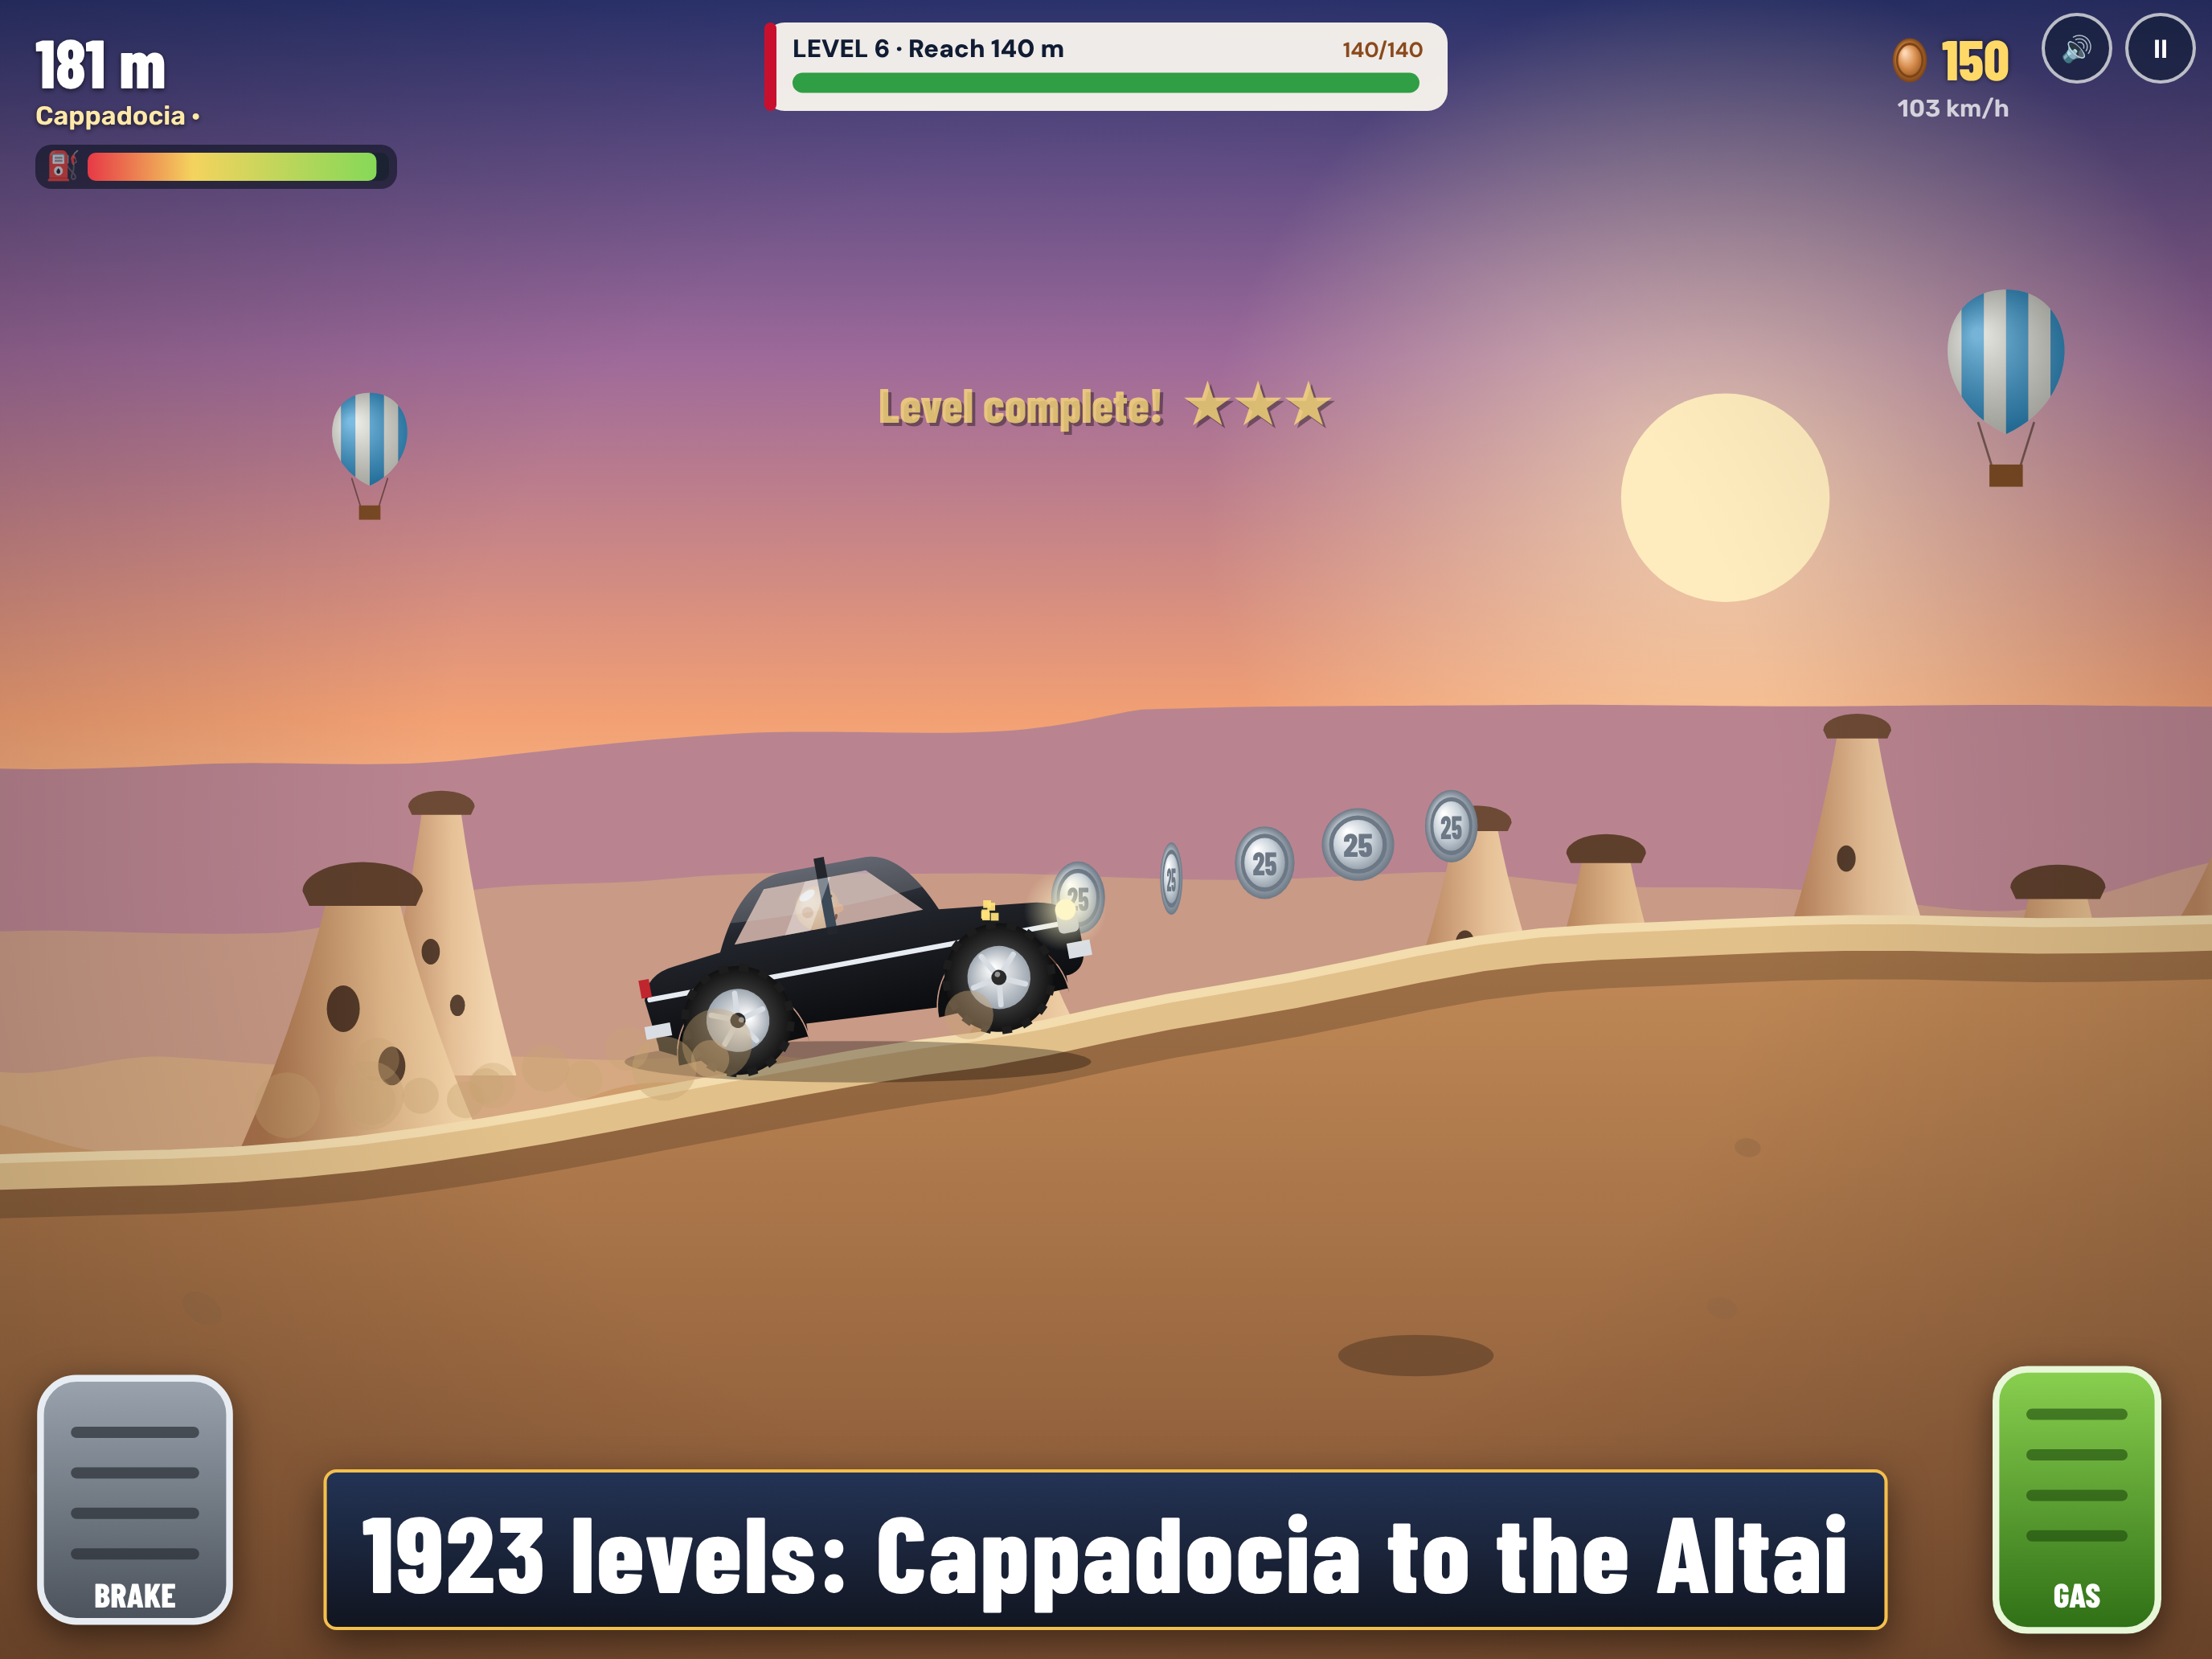 181 m
Cappadocia •
LEVEL 6 · Reach 140 m
140/140
150
103 km/h
Level complete! ★★★
25
25
25
25
25
BRAKE
GAS
1923 levels: Cappadocia to the Altai